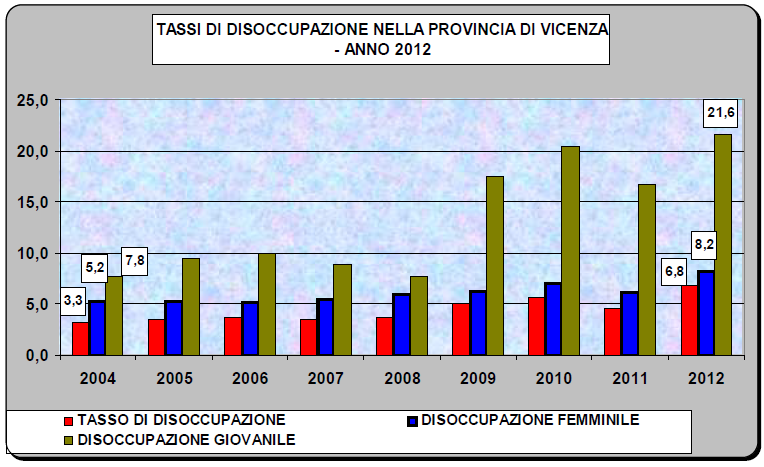 TASSI DI DISOCCUPAZIONE NELLA PROVINCIA DI VICENZA
- ANNO 2012
25,0
20,0
15,0
10,0
5,0
0,0
3,3
5,2
7,8
6,8
8,2
21,6
2004 2005 2006 2007 2008 2009 2010 2011 2012
TASSO DI DISOCCUPAZIONE DISOCCUPAZIONE FEMMINILE
DISOCCUPAZIONE GIOVANILE